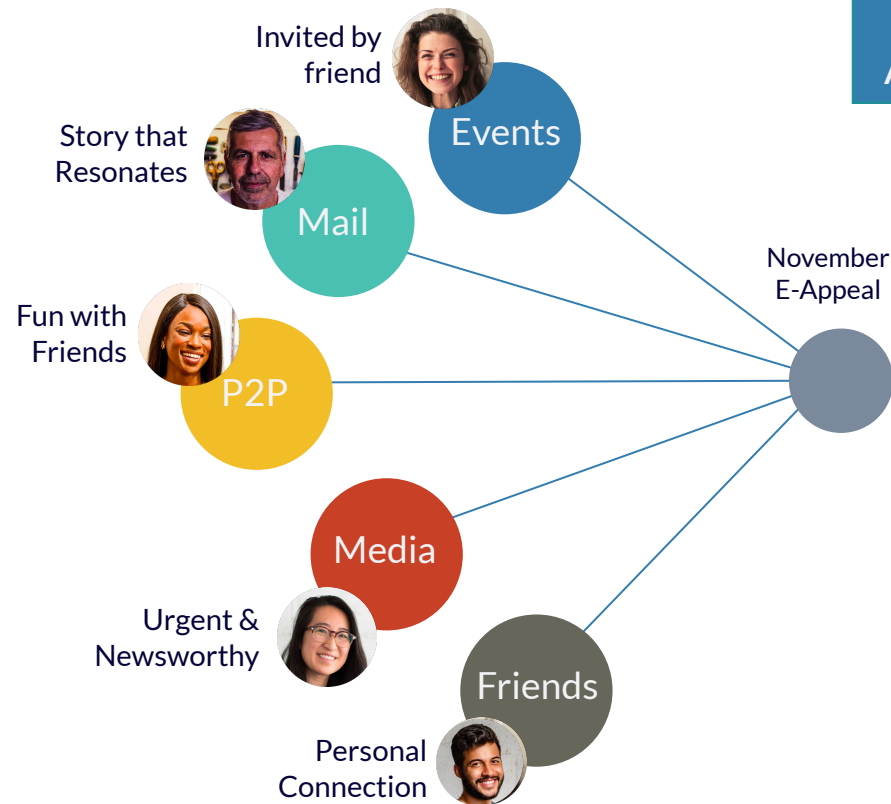 Invited by
friend
Events
Story that
Resonates
Mail
November
E-Appeal
Fun with
Friends
P2P
Media
Urgent &
Newsworthy
Friends
Personal
Connection